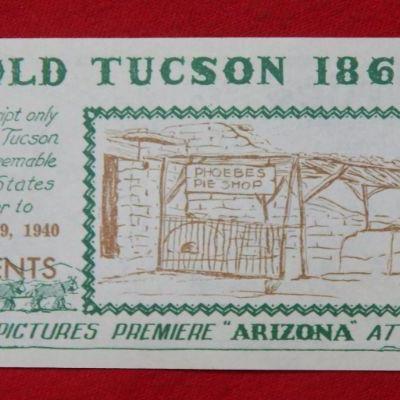 OLD TUCSON 186
ript only
Tucson
eemable
States
r to
9, 1940
ENTS
PHOEBES
PIE SHOP
PICTURES PREMIERE "ARIZONA" AT